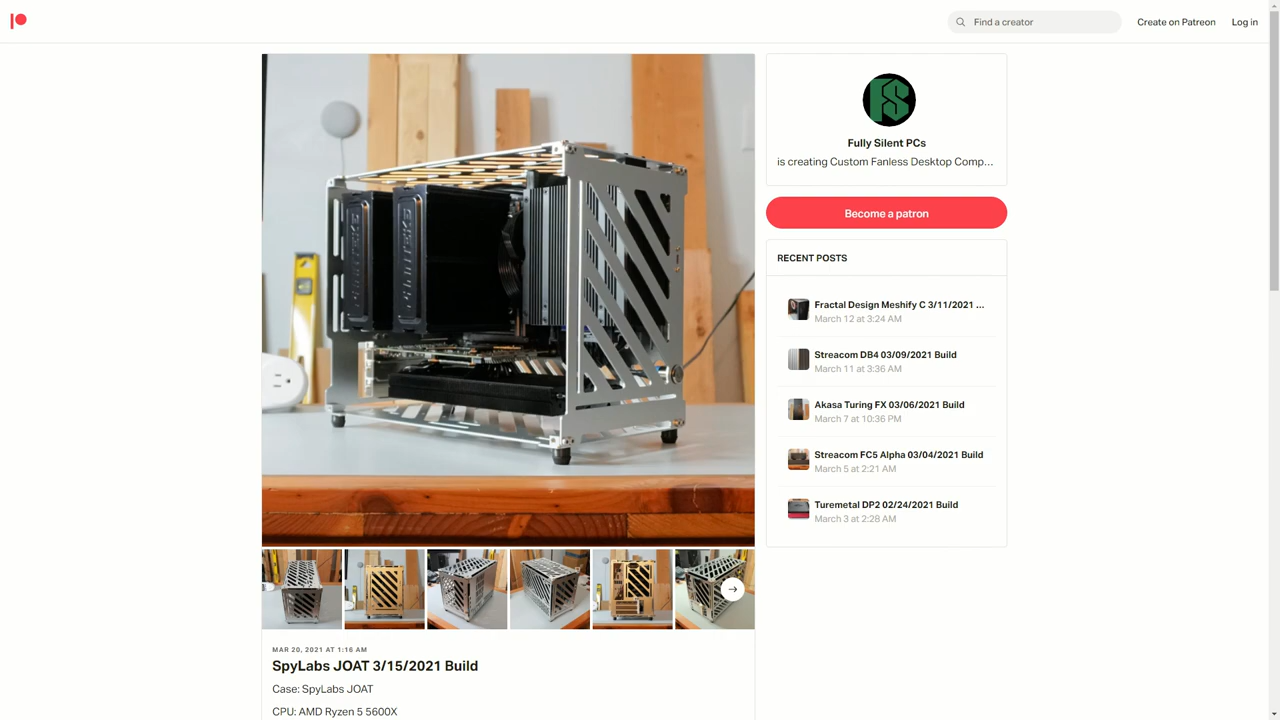 Find a creator
Create on Patreon
Log in
FS
Fully Silent PCs
is creating Custom Fanless Desktop Comp...
Become a patron
RECENT POSTS
Fractal Design Meshify C 3/11/2021 ...
March 12 at 3:24 AM
Streacom DB4 03/09/2021 Build
March 11 at 3:36 AM
Akasa Turing FX 03/06/2021 Build
March 7 at 10:36 PM
Streacom FC5 Alpha 03/04/2021 Build
March 5 at 2:21 AM
Turemetal DP2 02/24/2021 Build
March 3 at 2:28 AM
MAR 20, 2021 AT 1:16 AM
SpyLabs JOAT 3/15/2021 Build
Case: SpyLabs JOAT
CPU: AMD Ryzen 5 5600X